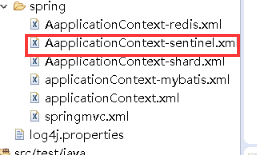 spring
AapplicationContext-redis.xml
AapplicationContext-sentinel.xm
AapplicationContext-shard.xml
applicationContext-mybatis.xml
applicationContext.xml
springmvc.xml
log4j.properties
src/test/java